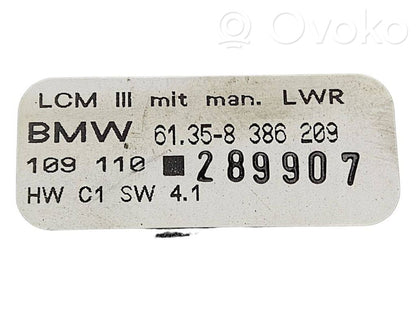 Ovoko
LCM III mit man. LWR
BMW 61.35-8 386 209
109 110 ■289907
HW C1 SW 4.1